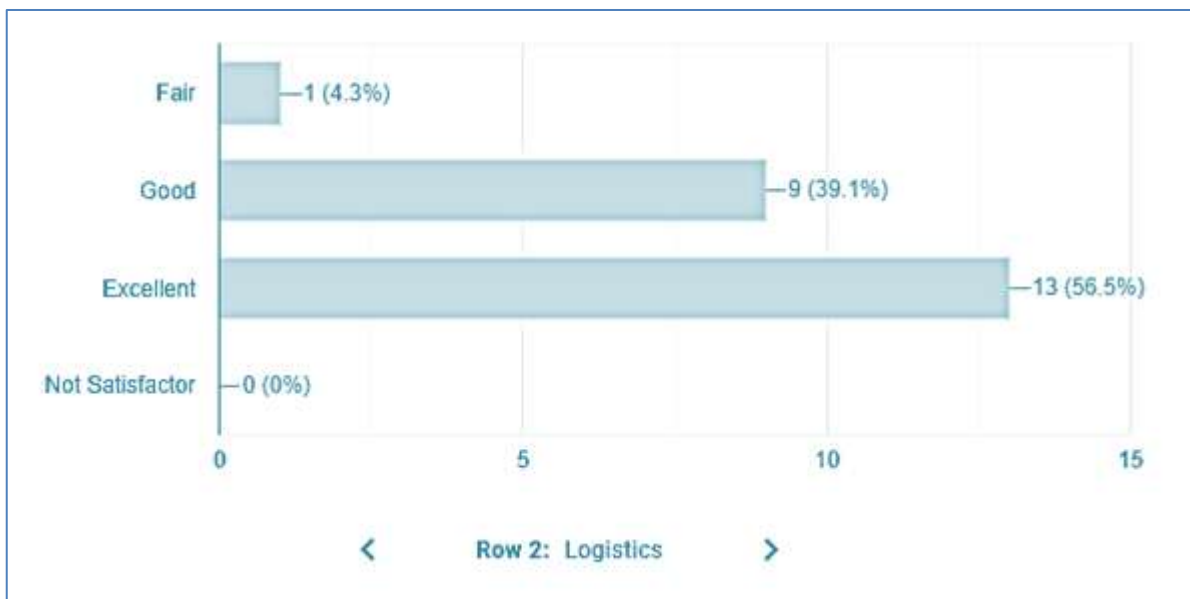 Fair
1 (4.3%)
Good
9 (39.1%)
Excellent
13 (56.5%)
Not Satisfactor
0 (0%)
0 5 10 15
Row 2: Logistics